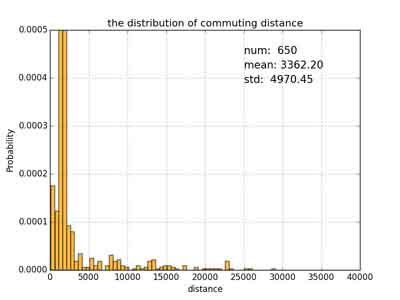 the distribution of commuting distance
num: 650
mean: 3362.20
std: 4970.45
0.0005
0.0004
0.0003
0.0002
0.0001
0.0000
Probability
0 5000 10000 15000 20000 25000 30000 35000 40000
distance